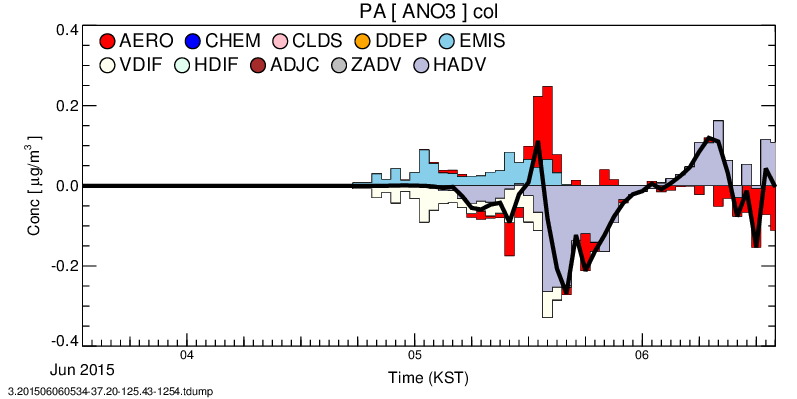 PA [ ANO3 ] col
0.4
AERO CHEM CLDS DDEP EMIS
VDIF HDIF ADJC ZADV HADV
0.2
0.0
-0.2
-0.4
Conc [ µg/m³ ]
04 05 06
Jun 2015
Time (KST)
3.201506060534-37.20-125.43-1254.tdump